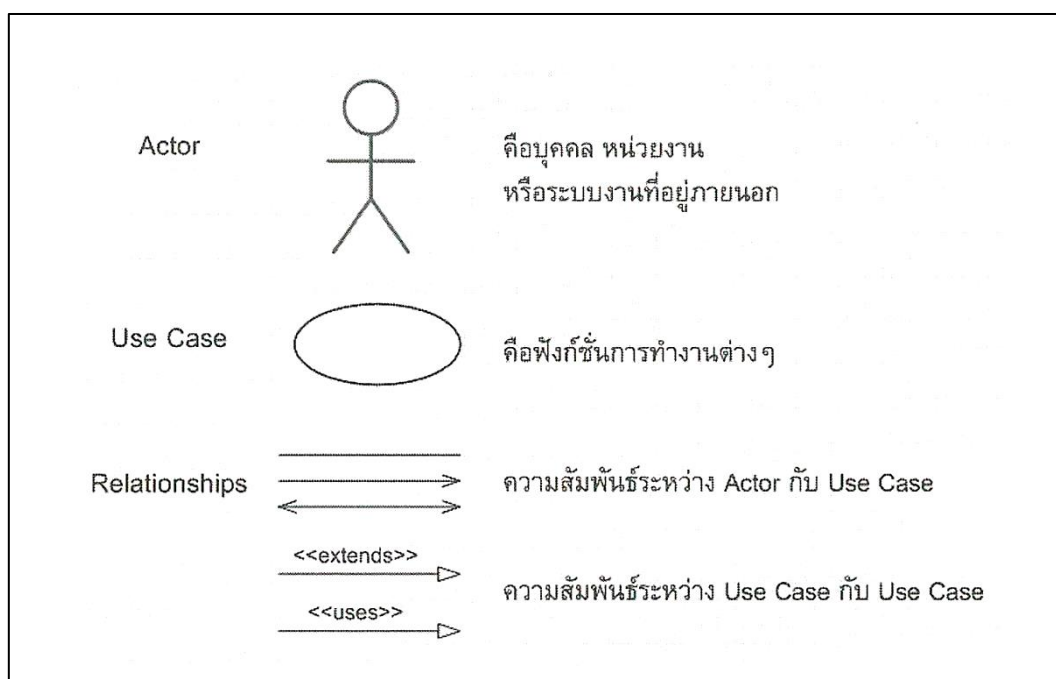 Actor
คือบุคคล หน่วยงาน
หรือระบบงานที่อยู่ภายนอก
Use Case
คือฟังก์ชั่นการทำงานต่างๆ
Relationships
ความสัมพันธ์ระหว่าง Actor กับ Use Case
<<extends>>
<<uses>>
ความสัมพันธ์ระหว่าง Use Case กับ Use Case